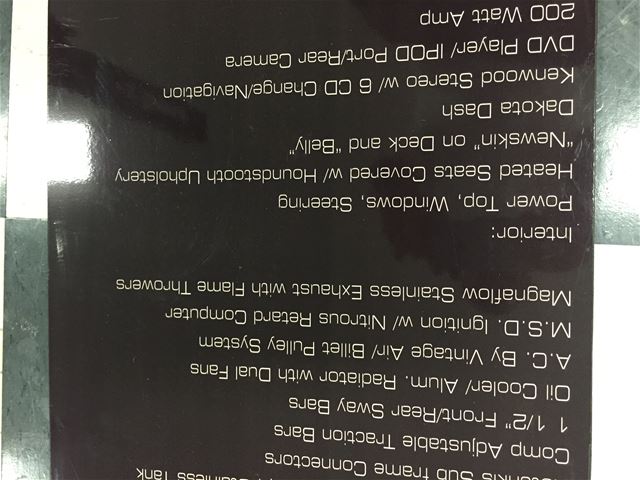 Stainless Tank
Sub frame Connectors
Comp Adjustable Traction Bars
1 1/2" Front/Rear Sway Bars
Oil Cooler/ Alum. Radiator with Dual Fans
A.C. By Vintage Air/ Billet Pulley System
M.S.D. Ignition w/ Nitrous Retard Computer
Magnaflow Stainless Exhaust with Flame Throwers
Interior:
Power Top, Windows, Steering
Heated Seats Covered w/ Houndstooth Upholstery
"Newskin" on Deck and "Belly"
Dakota Dash
Kenwood Stereo w/ 6 CD Change/Navigation
DVD Player/ IPOD Port/Rear Camera
200 Watt Amp